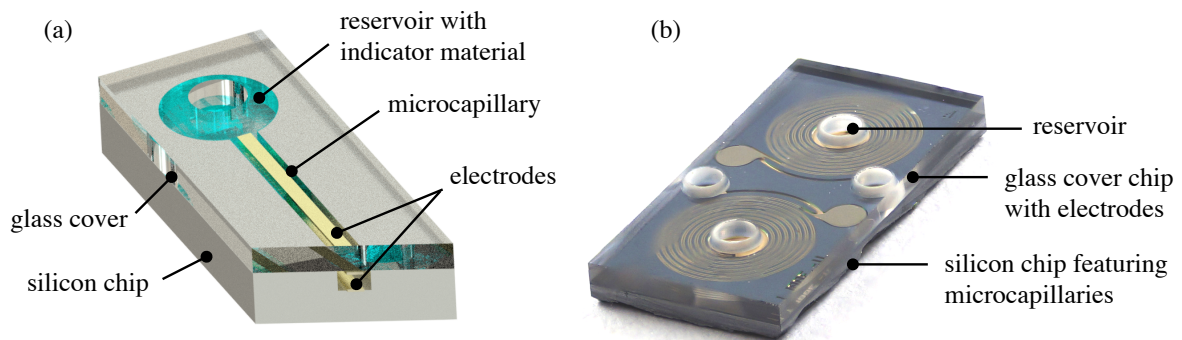 (a)
reservoir with
indicator material
microcapillary
electrodes
glass cover
silicon chip
(b)
reservoir
glass cover chip
with electrodes
silicon chip featuring
microcapillaries